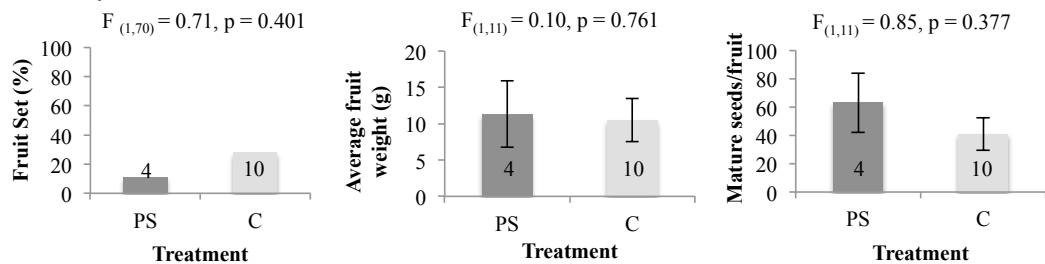 F (1,70) = 0.71, p = 0.401
Fruit Set (%)
100
80
60
40
20
0
4
10
PS
C
Treatment
F(1,11) = 0.10, p = 0.761
Average fruit
weight (g)
20
15
10
5
0
4
10
PS
C
Treatment
F(1,11) = 0.85, p = 0.377
Mature seeds/fruit
100
80
60
40
20
0
4
10
PS
C
Treatment